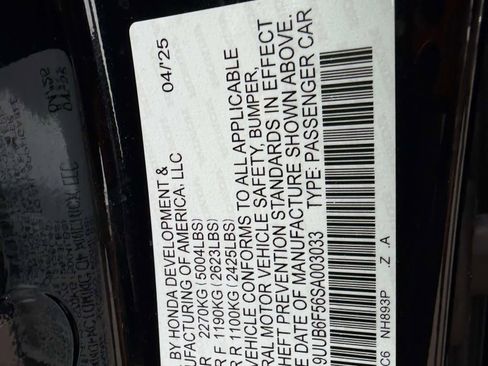 . BY HONDA DEVELOPMENT &
NUFACTURING OF AMERICA, LLC
04/'25
R 2270KG (5004LBS)
R F 1190KG (2623LBS)
R R 1100KG (2425LBS)
VEHICLE CONFORMS TO ALL APPLICABLE
RAL MOTOR VEHICLE SAFETY, BUMPER,
HEFT PREVENTION STANDARDS IN EFFECT
E DATE OF MANUFACTURE SHOWN ABOVE.
9UUB6F56SA003033 TYPE: PASSENGER CAR
C6 NH893P .Z .A